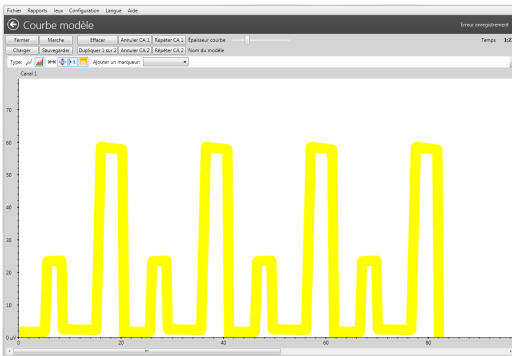 Fichier Rapports Jeux Configuration Langue Aide
Courbe modèle
Erreur enregistrement
Fermer Marche Effacer Annuler CA 1 Répéter CA 1 Epaisseur courbe Temps
Charger Sauvegarder Dupliquer 1 sur 2 Annuler CA 2 Répéter CA 2 Nom du modèle
Type: Ajouter un marqueur:
Canal 1
70
60
50
40
30
20
10
0 µV
0 20 40 60 80